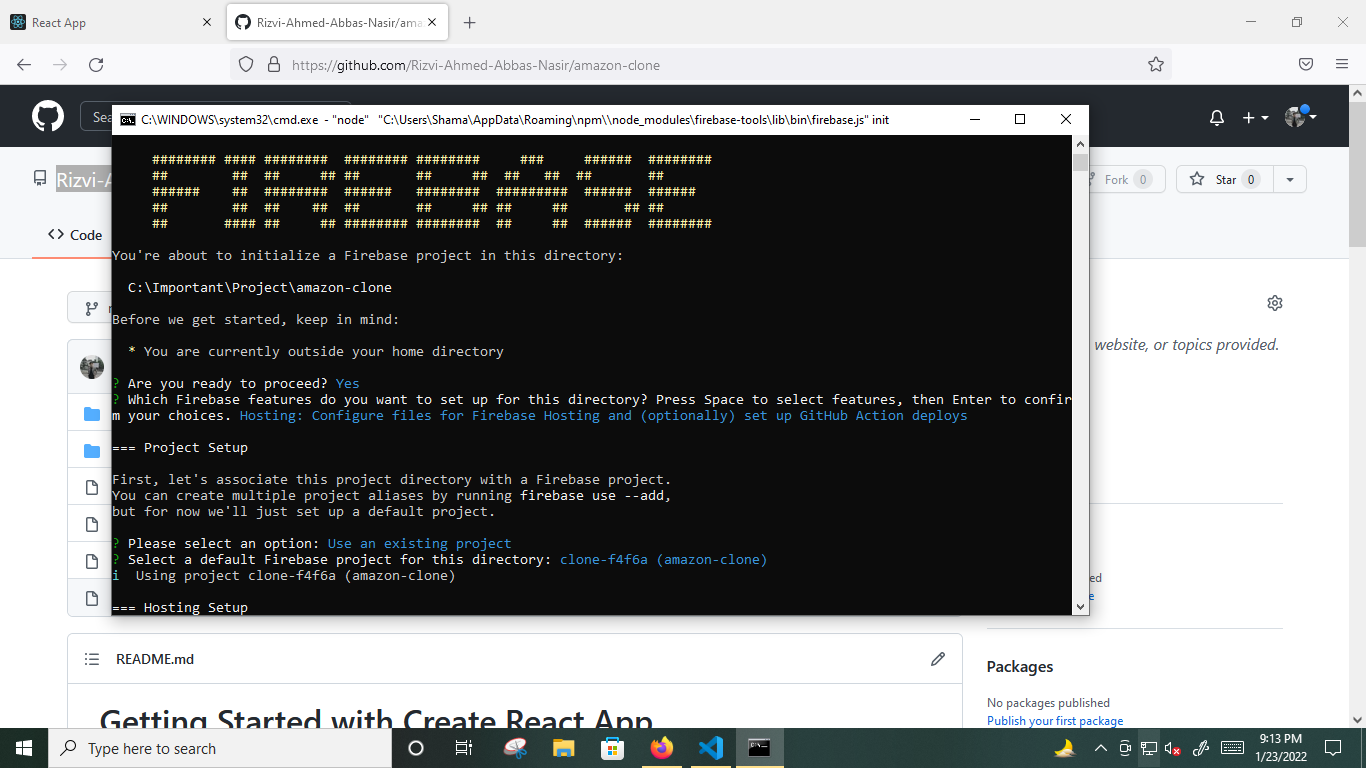 React App
Rizvi-Ahmed-Abbas-Nasir/ama
https://github.com/Rizvi-Ahmed-Abbas-Nasir/amazon-clone
Sea
C:\WINDOWS\system32\cmd.exe - "node" "C:\Users\Shama\AppData\Roaming\npm\\node_modules\firebase-tools\lib\bin\firebase.js" init
Rizvi-A
Fork 0
Star 0
Code
######## #### ######## ######## ######## ### ###### ########
## ## ## ## ## ## ## ## ## ## ##
###### ## ######## ###### ######## ######### ###### ######
## ## ## ## ## ## ## ## ## ## ##
## #### ## ## ######## ######## ## ## ###### ########
You're about to initialize a Firebase project in this directory:
C:\Important\Project\amazon-clone
Before we get started, keep in mind:
website, or topics provided.
* You are currently outside your home directory
? Are you ready to proceed? Yes
? Which Firebase features do you want to set up for this directory? Press Space to select features, then Enter to confir
m your choices. Hosting: Configure files for Firebase Hosting and (optionally) set up GitHub Action deploys
=== Project Setup
First, let's associate this project directory with a Firebase project.
You can create multiple project aliases by running firebase use --add,
but for now we'll just set up a default project.
? Please select an option: Use an existing project
? Select a default Firebase project for this directory: clone-f4f6a (amazon-clone)
i Using project clone-f4f6a (amazon-clone)
=== Hosting Setup
ed
e
README.md
Getting Started with Create React App
Packages
No packages published
Publish your first package
Type here to search
9:13 PM
1/23/2022